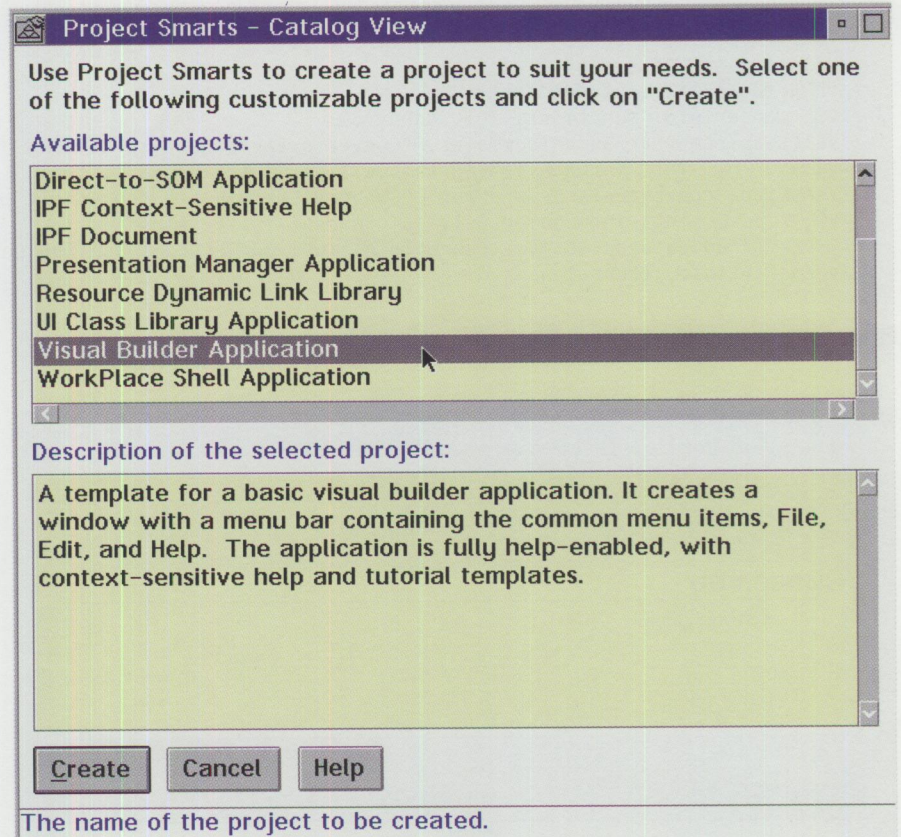 Project Smarts - Catalog View
Use Project Smarts to create a project to suit your needs.  Select one
of the following customizable projects and click on "Create".
Available projects:
Direct-to-SOM Application
IPF Context-Sensitive Help
IPF Document
Presentation Manager Application
Resource Dynamic Link Library
UI Class Library Application
Visual Builder Application
WorkPlace Shell Application
Description of the selected project:
A template for a basic visual builder application. It creates a
window with a menu bar containing the common menu items, File,
Edit, and Help.  The application is fully help-enabled, with
context-sensitive help and tutorial templates.
Create
Cancel
Help
The name of the project to be created.